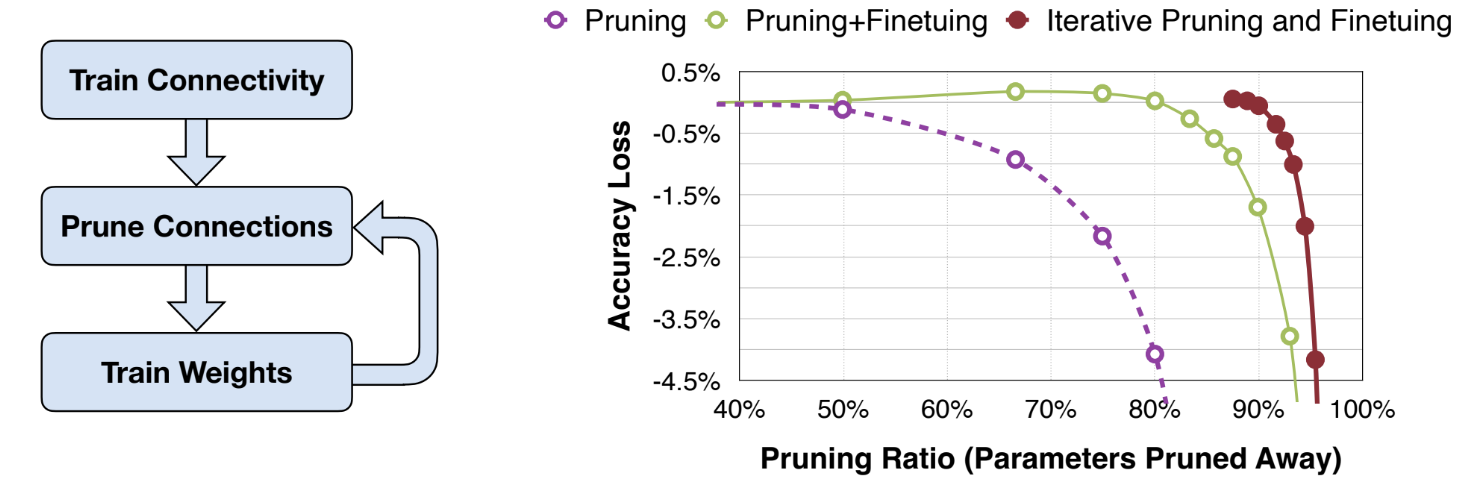 Train Connectivity
Prune Connections
Train Weights
Pruning Pruning+Finetuing Iterative Pruning and Finetuing
0.5%
-0.5%
-1.5%
-2.5%
-3.5%
-4.5%
Accuracy Loss
40% 50% 60% 70% 80% 90% 100%
Pruning Ratio (Parameters Pruned Away)